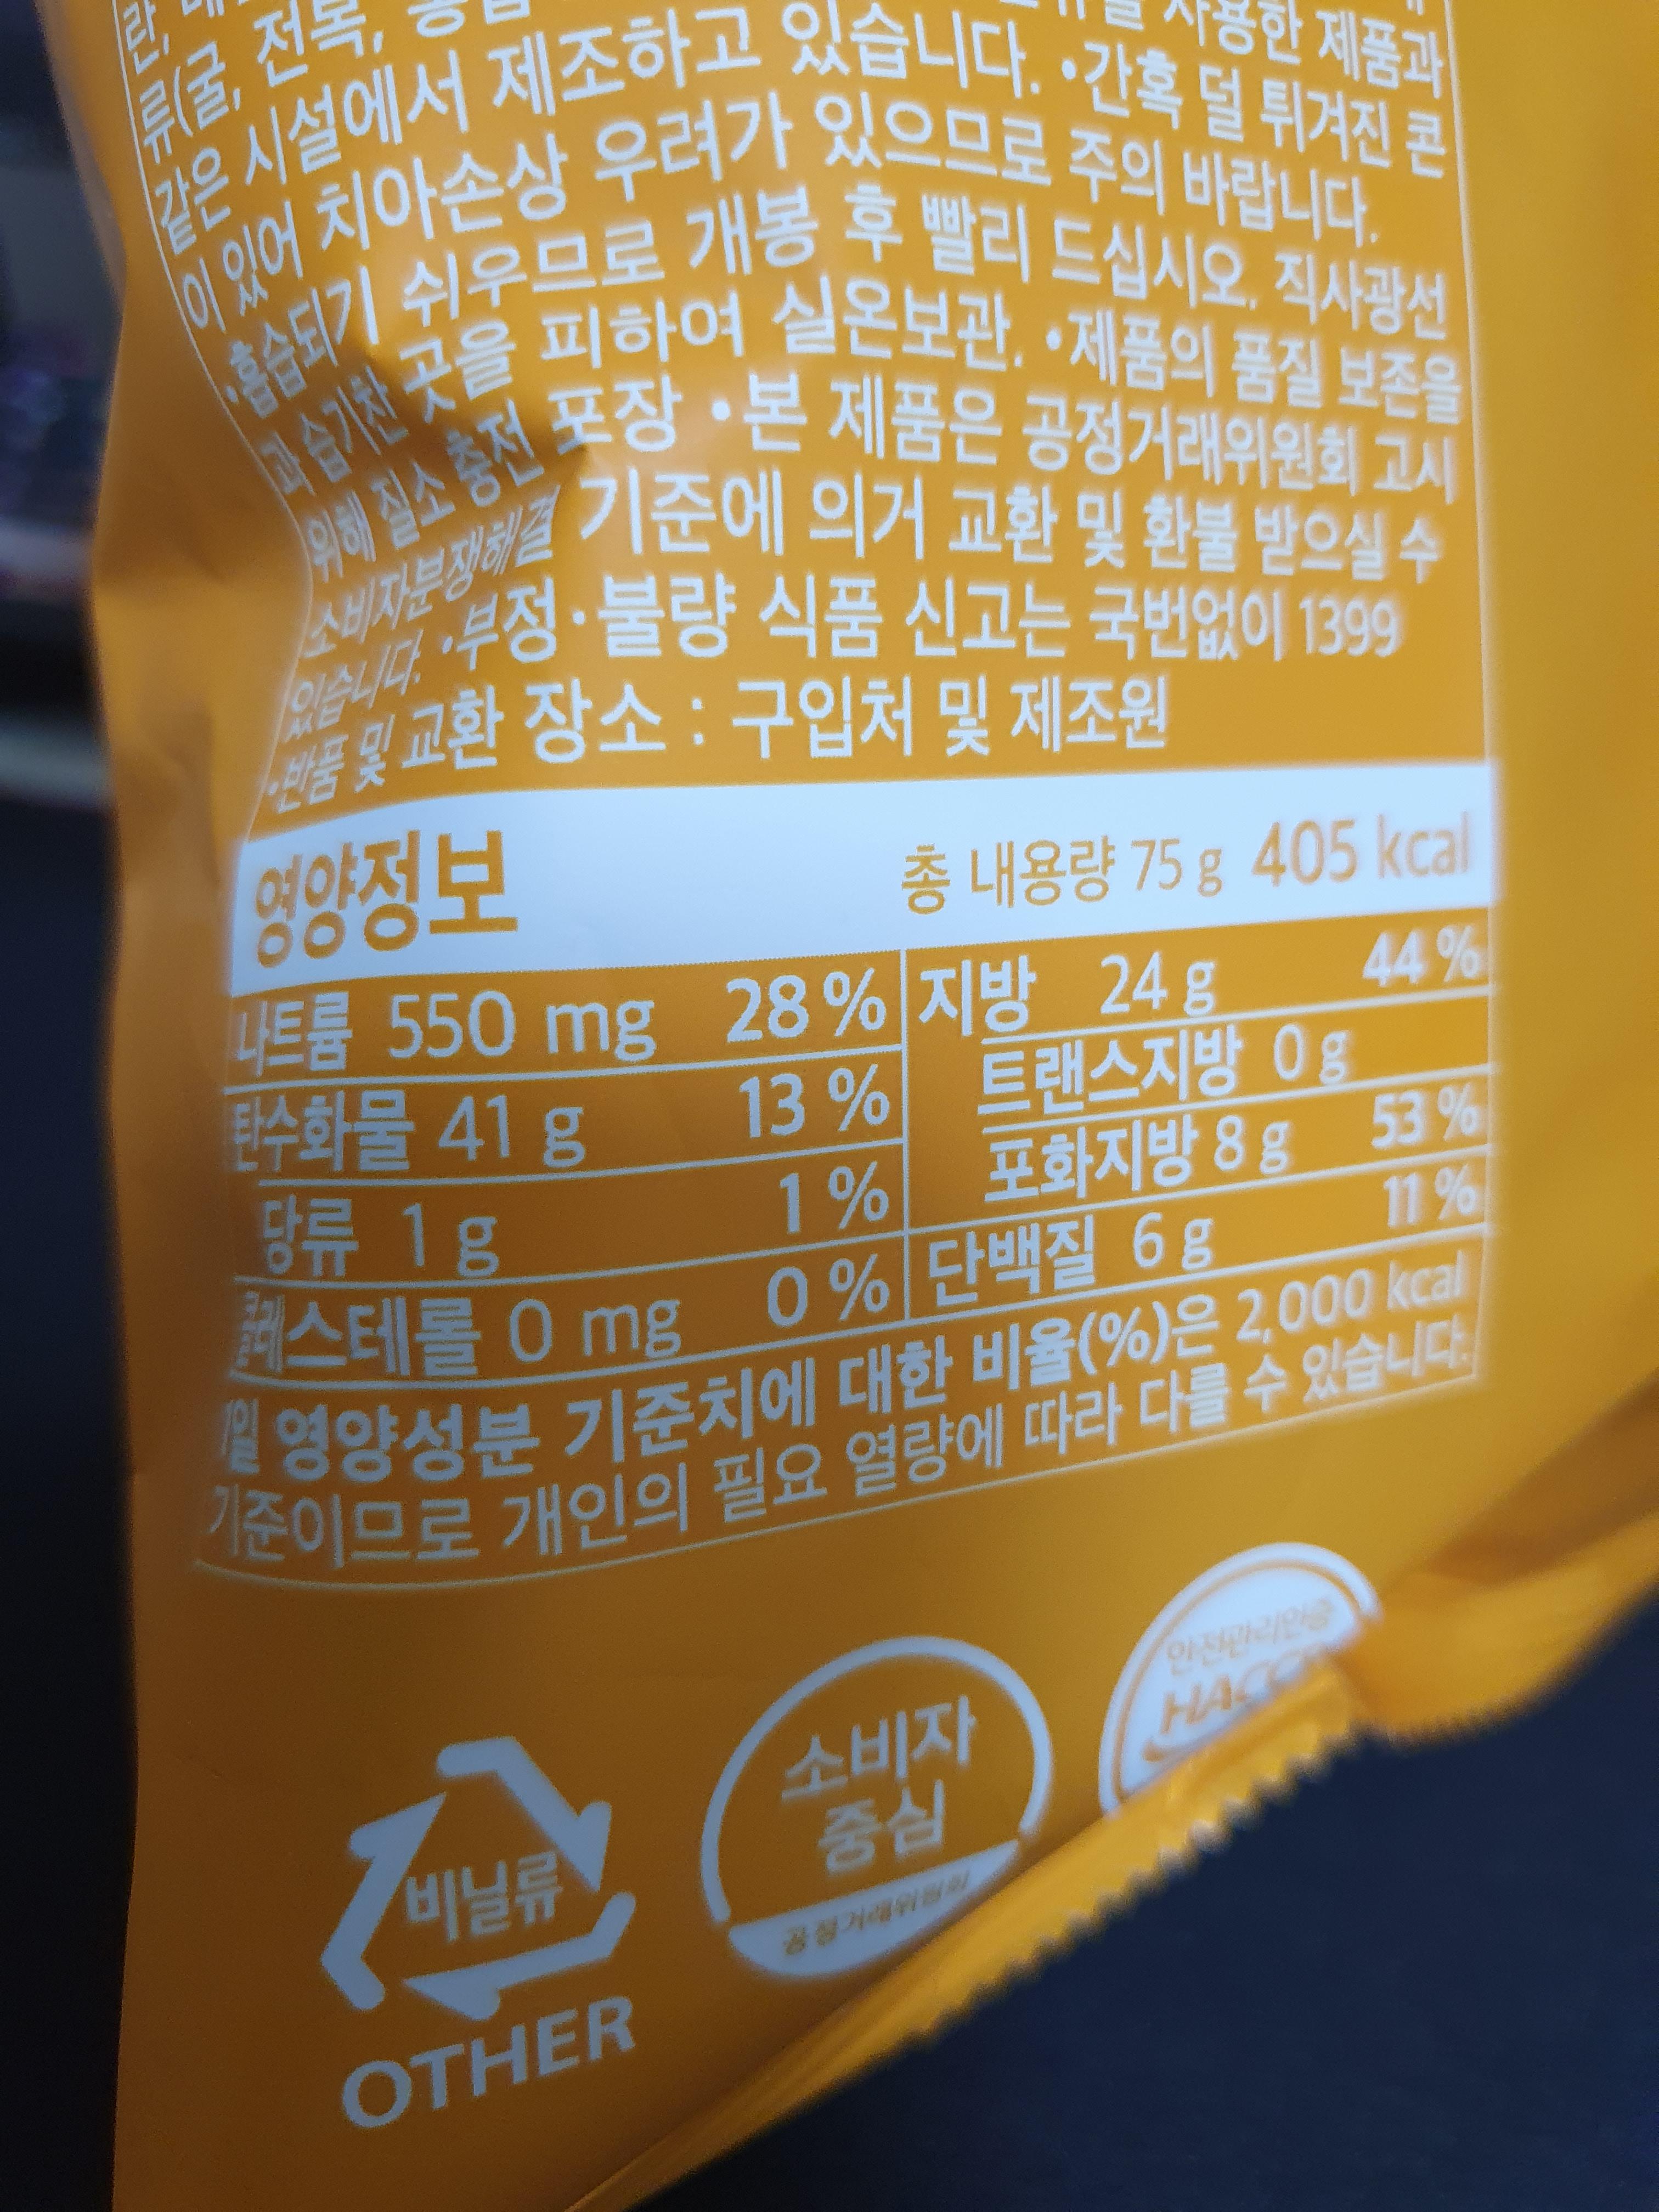 류(굴, 전복,
사용한 제품과
같은 시설에서 제조하고 있습니다. •간혹 덜 튀겨진 콘
이 있어 치아손상 우려가 있으므로 주의 바랍니다.
•흡습되기 쉬우므로 개봉 후 빨리 드십시오. 직사광선
과 습기찬 곳을 피하여 실온보관. •제품의 품질 보존을
위해 질소 충전 포장 •본 제품은 공정거래위원회 고시
소비자분쟁해결 기준에 의거 교환 및 환불 받으실 수
있습니다. •부정·불량 식품 신고는 국번없이 1399
•반품 및 교환 장소 : 구입처 및 제조원
영양정보 총 내용량 75 g 405 kcal
나트륨 550 mg 28 % 지방 24 g 44 %
탄수화물 41 g 13 % 트랜스지방 0 g
당류 1 g 1 % 포화지방 8 g 53 %
콜레스테롤 0 mg 0 % 단백질 6 g 11 %
1일 영양성분 기준치에 대한 비율(%)은 2,000 kcal
기준이므로 개인의 필요 열량에 따라 다를 수 있습니다.
안전관리인증
HACCP
소비자
중심
공정거래위원회
비닐류
OTHER